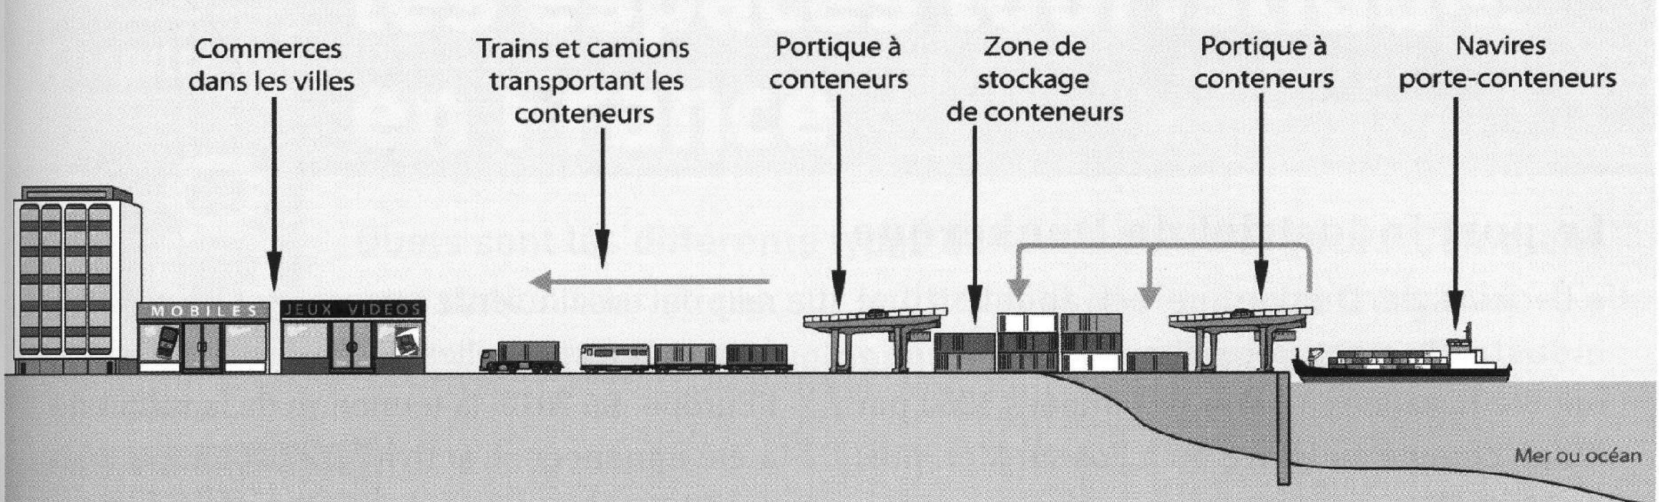 Commerces
dans les villes
Trains et camions
transportant les
conteneurs
Portique à
conteneurs
Zone de
stockage
de conteneurs
Portique à
conteneurs
Navires
porte-conteneurs
MOBILES
JEUX VIDEOS
Mer ou océan